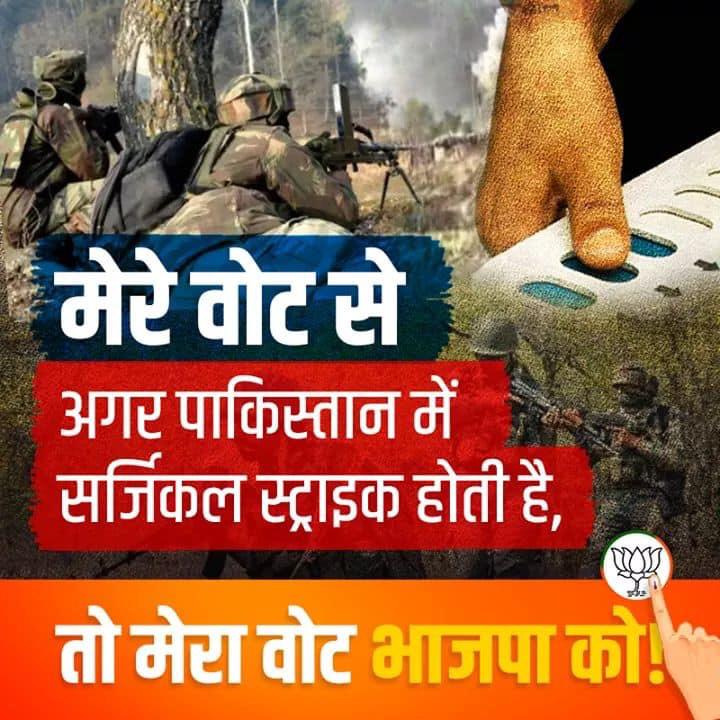 मेरे वोट से
अगर पाकिस्तान में
सर्जिकल स्ट्राइक होती है,
तो मेरा वोट भाजपा को!